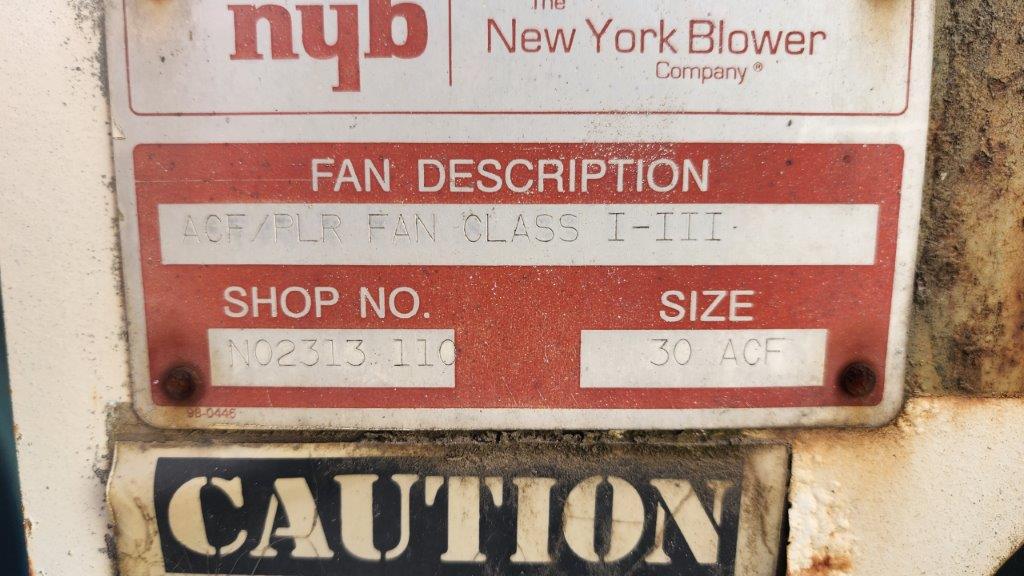 nyb
The
New York Blower
Company®
FAN DESCRIPTION
ACF/PLR FAN CLASS I-III
SHOP NO.
SIZE
N02313 110
30 ACF
98-0446
CAUTION